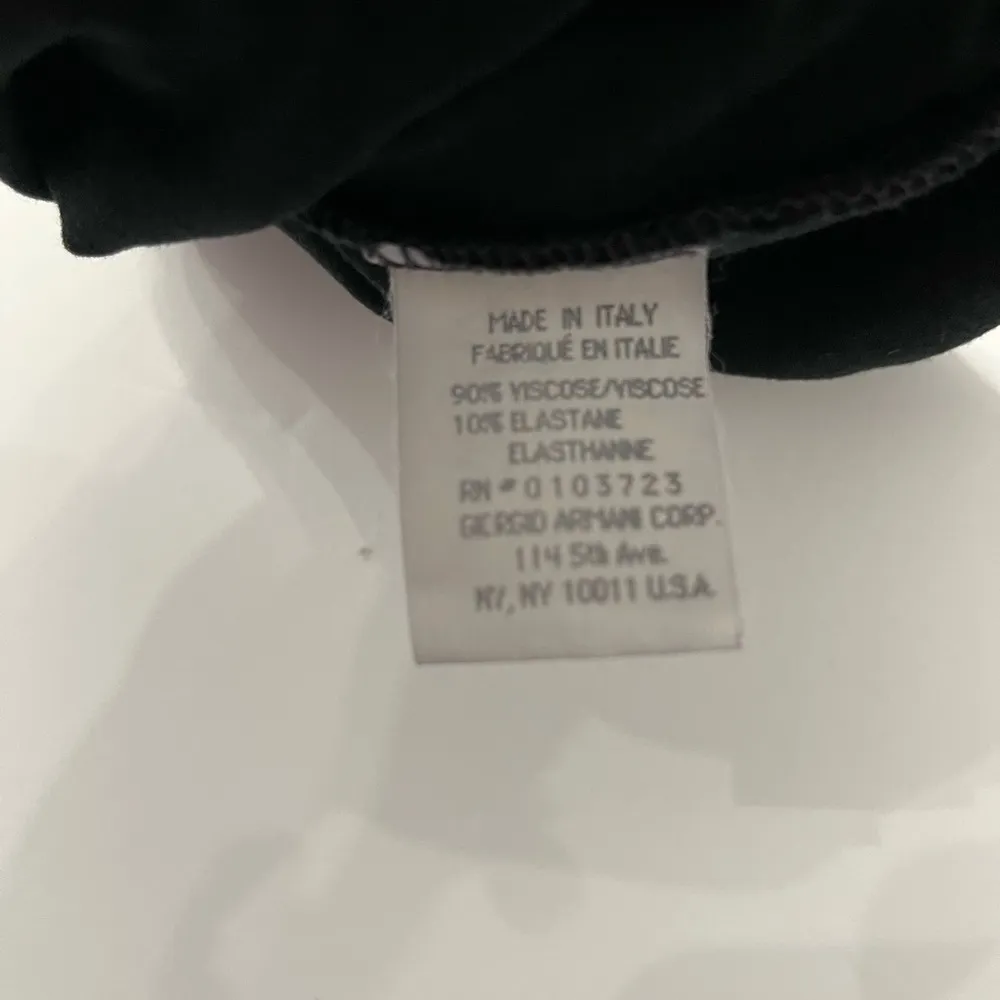 MADE IN ITALY
FABRIQUÉ EN ITALIE
90% VISCOSE/VISCOSE
10% ELASTANE
ELASTHANNE
RN # 0103723
GIORGIO ARMANI CORP.
114 5th Ave.
NY, NY 10011 U.S.A.